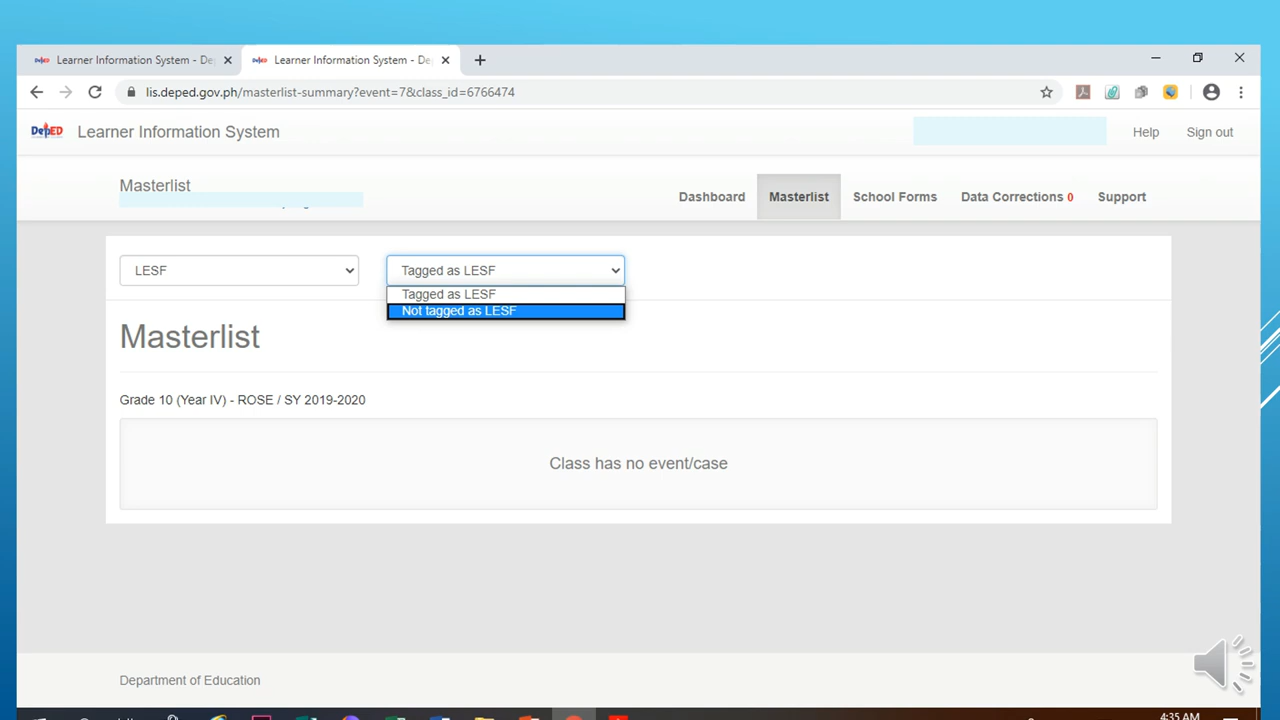 Learner Information System - De
Learner Information System - De
lis.deped.gov.ph/masterlist-summary?event=7&class_id=6766474
DepED Learner Information System
Help
Sign out
Masterlist
Dashboard
Masterlist
School Forms
Data Corrections 0
Support
LESF
Tagged as LESF
Tagged as LESF
Not tagged as LESF
Masterlist
Grade 10 (Year IV) - ROSE / SY 2019-2020
Class has no event/case
Department of Education
4:35 AM